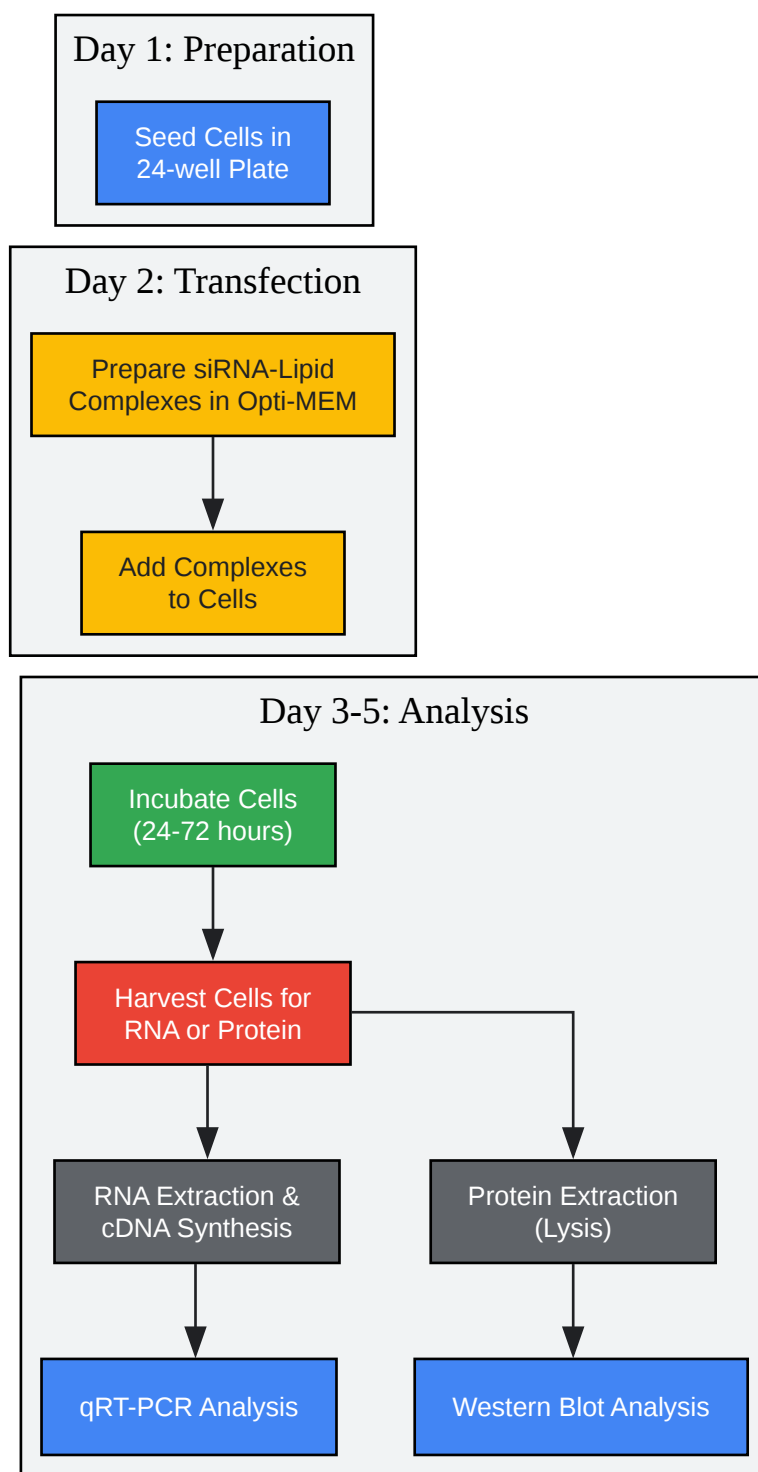 Day 1: Preparation
Seed Cells in
24-well Plate
Day 2: Transfection
Prepare siRNA-Lipid
Complexes in Opti-MEM
Add Complexes
to Cells
Day 3-5: Analysis
Incubate Cells
(24-72 hours)
Harvest Cells for
RNA or Protein
RNA Extraction &
cDNA Synthesis
Protein Extraction
(Lysis)
qRT-PCR Analysis
Western Blot Analysis